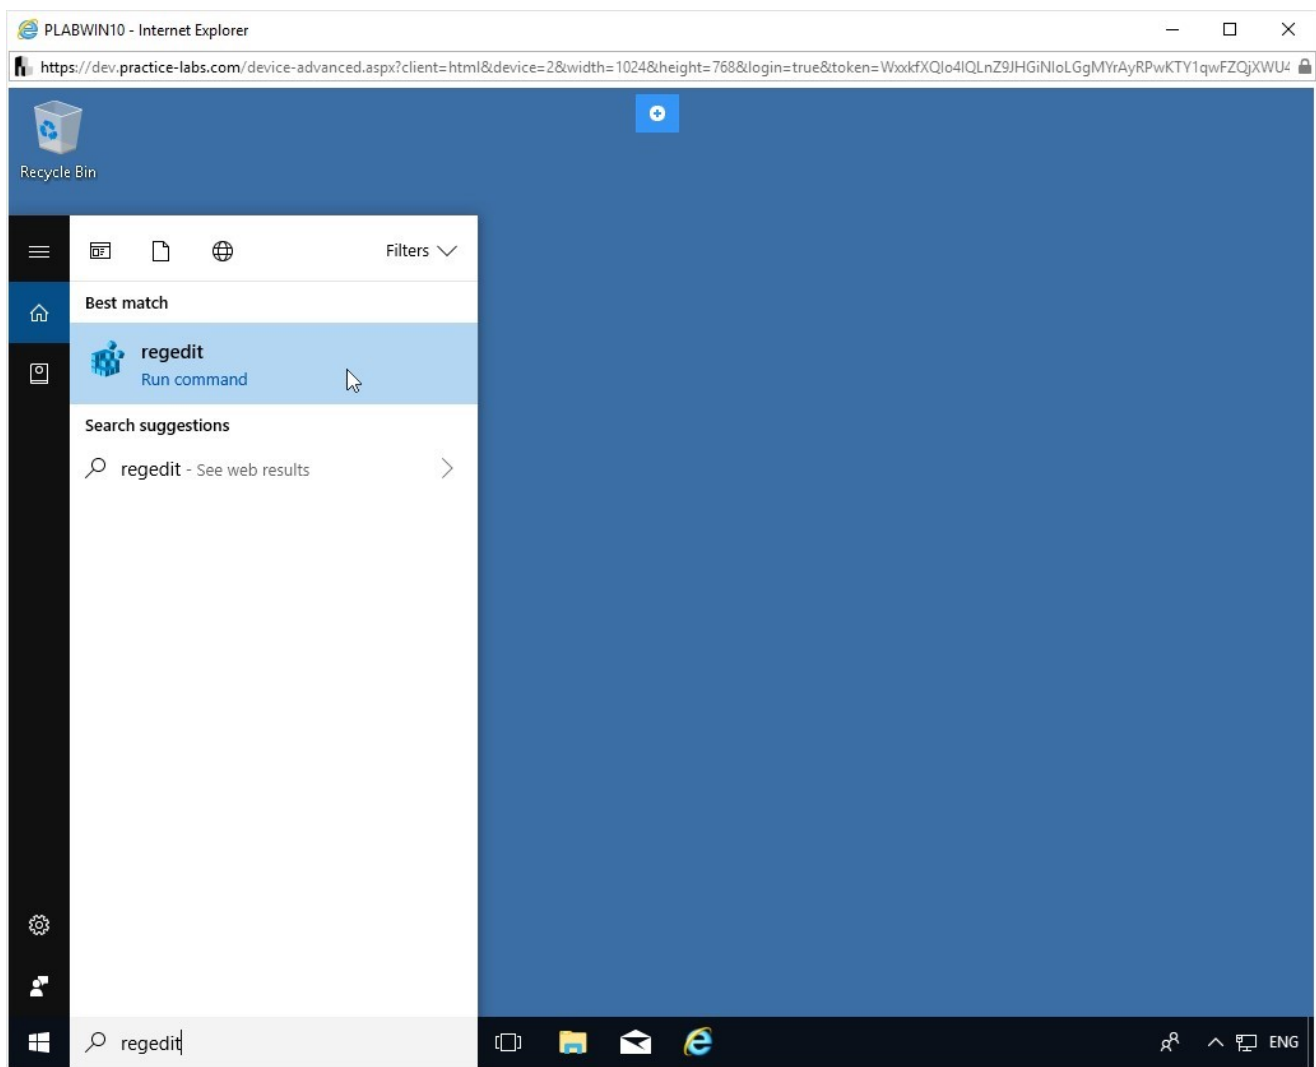 PLABWIN10 - Internet Explorer
https://dev.practice-labs.com/device-advanced.aspx?client=html&device=2&width=1024&height=768&login=true&token=
Recycle Bin
Filters
Best match
regedit
Run command
Search suggestions
regedit - See web results
regedit
ENG